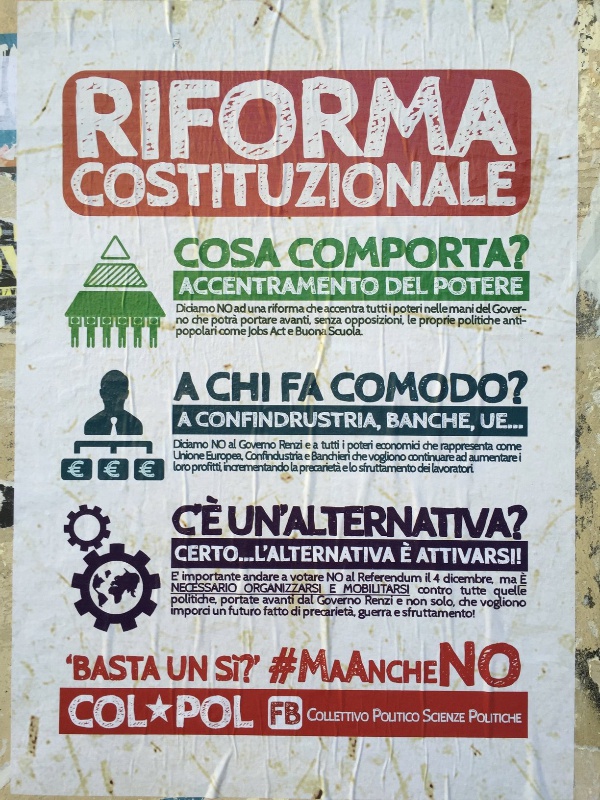 RIFORMA
COSTITUZIONALE
COSA COMPORTA?
ACCENTRAMENTO DEL POTERE
Diciamo NO ad una riforma che accentra tutti i poteri nelle mani del Gover-
no che potrà portare avanti, senza opposizioni, le proprie politiche anti-
popolari come Jobs Act e Buona Scuola.
A CHI FA COMODO?
A CONFINDRUSTRIA, BANCHE, UE...
Diciamo NO al Governo Renzi e a tutti i poteri economici che rappresenta come
Unione Europea, Confindustria e Banchieri che vogliono continuare ad aumentare i
loro profitti, incrementando la precarietà e lo sfruttamento dei lavoratori.
€ € €
C'È UN'ALTERNATIVA?
CERTO...L'ALTERNATIVA È ATTIVARSI!
E' importante andare a votare NO al Referendum il 4 dicembre, ma È
NECESSARIO ORGANIZZARSI E MOBILITARSI contro tutte quelle
politiche, portate avanti dal Governo Renzi e non solo, che vogliono
imporci un futuro fatto di precarietà, guerra e sfruttamento!
'BASTA UN SÌ?' #MAANCHENO
COL★POL FB COLLETTIVO POLITICO SCIENZE POLITICHE